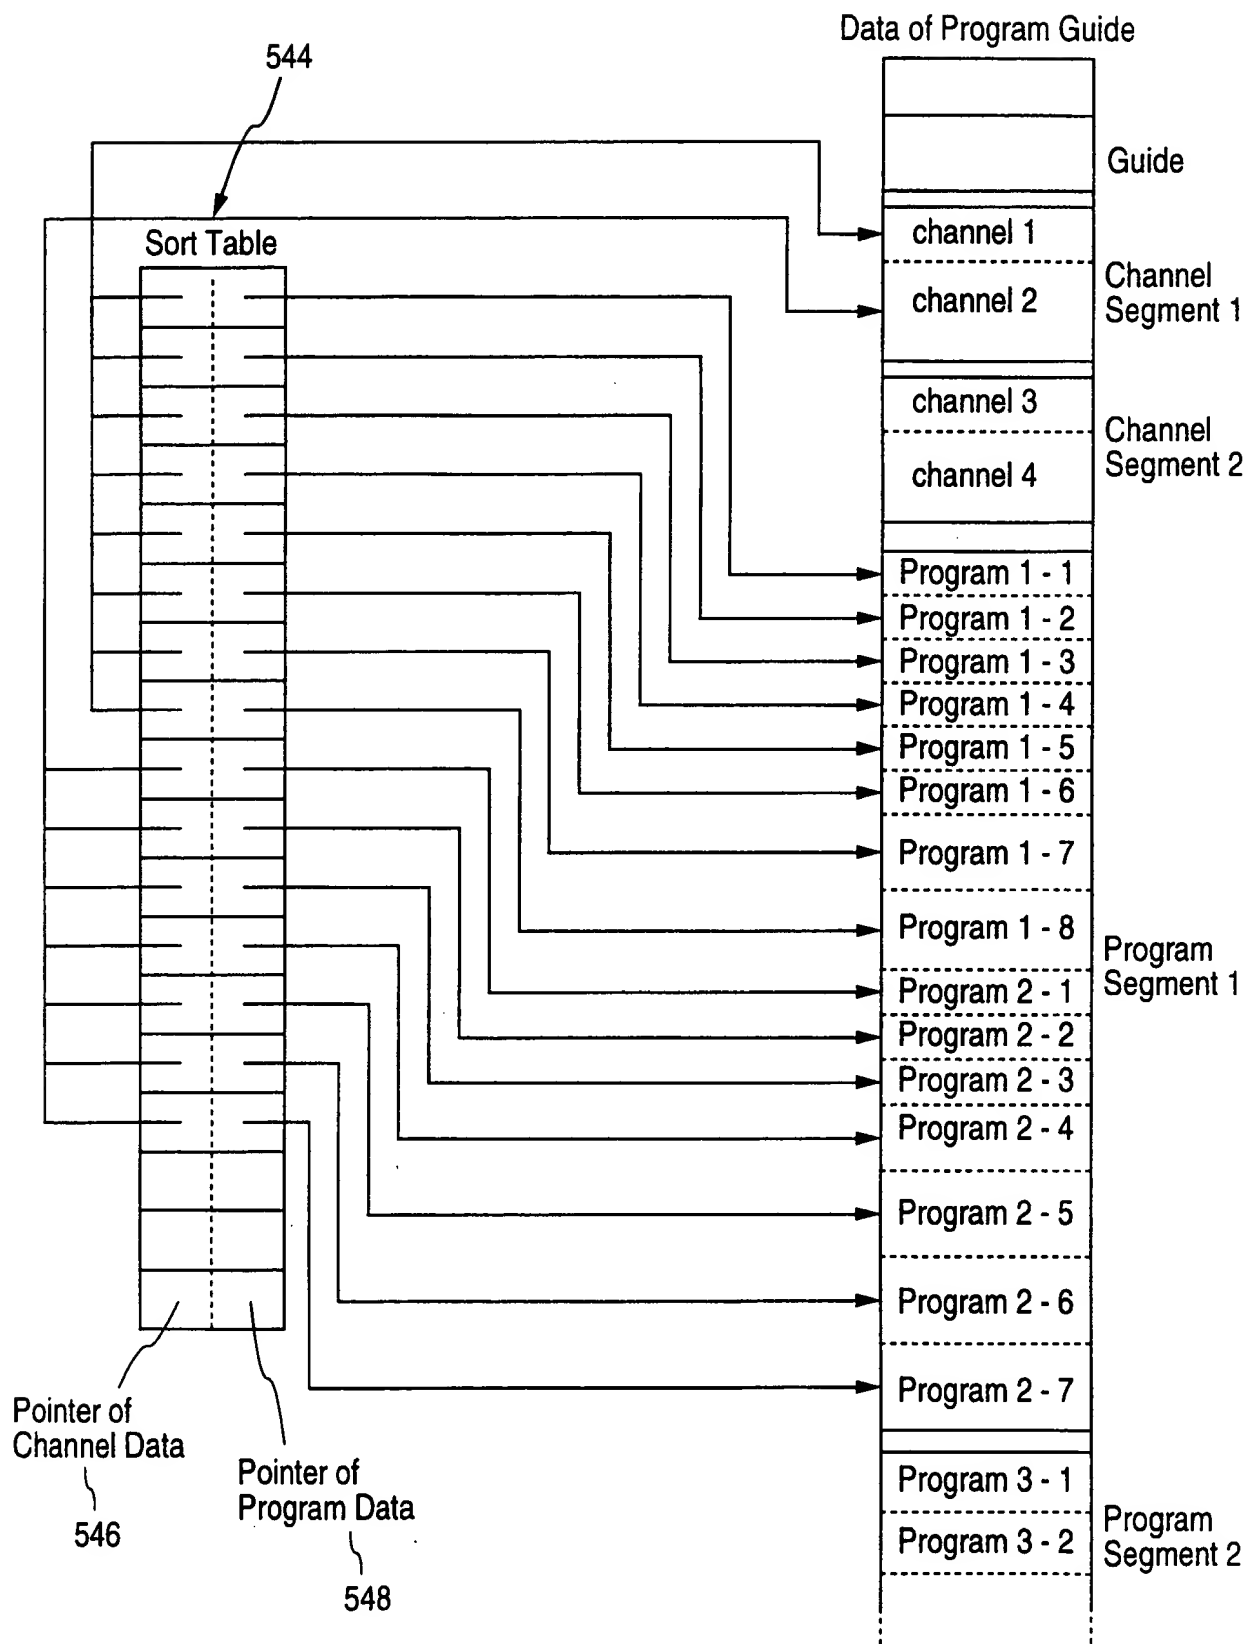 Data of Program Guide
544
Guide
Sort Table
channel 1
channel 2
Channel
Segment 1
channel 3
channel 4
Channel
Segment 2
Program 1 - 1
Program 1 - 2
Program 1 - 3
Program 1 - 4
Program 1 - 5
Program 1 - 6
Program 1 - 7
Program 1 - 8
Program 2 - 1
Program 2 - 2
Program 2 - 3
Program 2 - 4
Program 2 - 5
Program 2 - 6
Program 2 - 7
Program
Segment 1
Program 3 - 1
Program 3 - 2
Program
Segment 2
Pointer of
Channel Data
546
Pointer of
Program Data
548